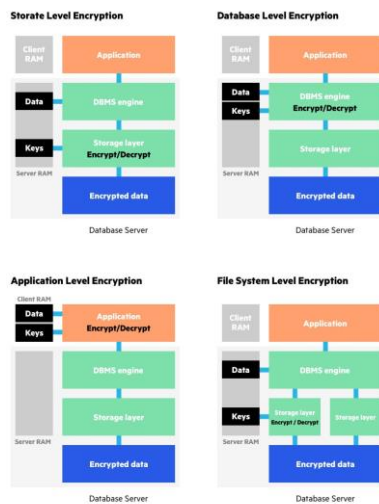 Storate Level Encryption
Client
RAM
Application
Data
DBMS engine
Keys
Storage layer
Encrypt/Decrypt
Server RAM
Encrypted data
Database Server
Database Level Encryption
Client
RAM
Application
Data
Keys
DBMS engine
Encrypt/Decrypt
Storage layer
Server RAM
Encrypted data
Database Server
Application Level Encryption
Client RAM
Data
Keys
Application
Encrypt/Decrypt
DBMS engine
Storage layer
Server RAM
Encrypted data
Database Server
File System Level Encryption
Client
RAM
Application
Data
DBMS engine
Keys
Storage layer
Encrypt / Decrypt
Storage layer
Server RAM
Encrypted data
Database Server